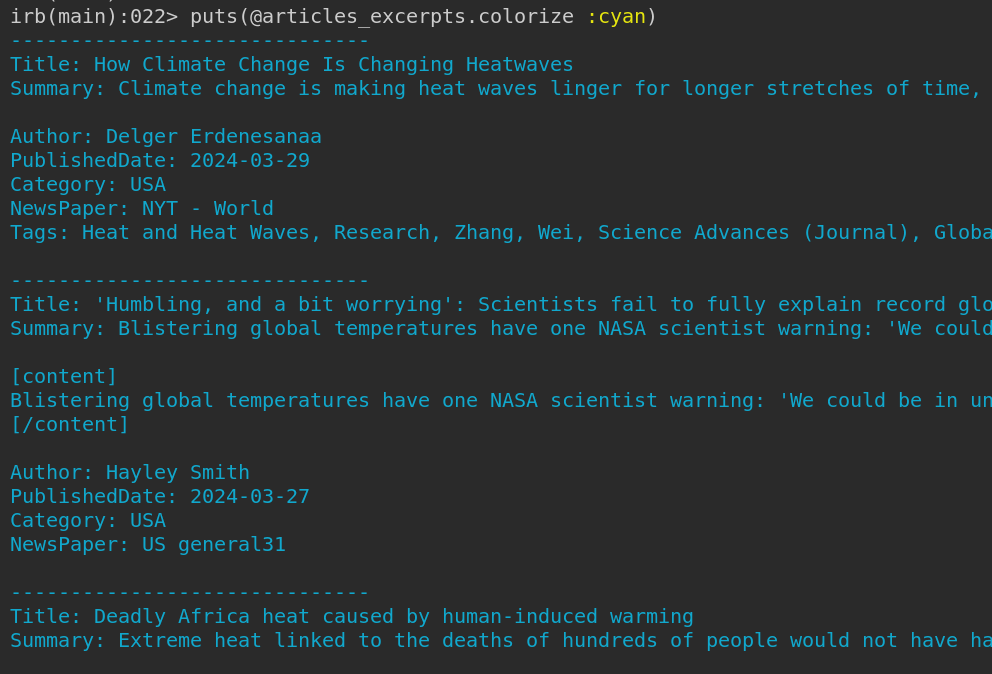 irb(main):022> puts(@articles_excerpts.colorize :cyan)
------------------------------
Title: How Climate Change Is Changing Heatwaves
Summary: Climate change is making heat waves linger for longer stretches of time,
Author: Delger Erdenesanaa
PublishedDate: 2024-03-29
Category: USA
NewsPaper: NYT - World
Tags: Heat and Heat Waves, Research, Zhang, Wei, Science Advances (Journal), Globa
------------------------------
Title: 'Humbling, and a bit worrying': Scientists fail to fully explain record glo
Summary: Blistering global temperatures have one NASA scientist warning: 'We could
[content]
Blistering global temperatures have one NASA scientist warning: 'We could be in un
[/content]
Author: Hayley Smith
PublishedDate: 2024-03-27
Category: USA
NewsPaper: US general31
------------------------------
Title: Deadly Africa heat caused by human-induced warming
Summary: Extreme heat linked to the deaths of hundreds of people would not have ha